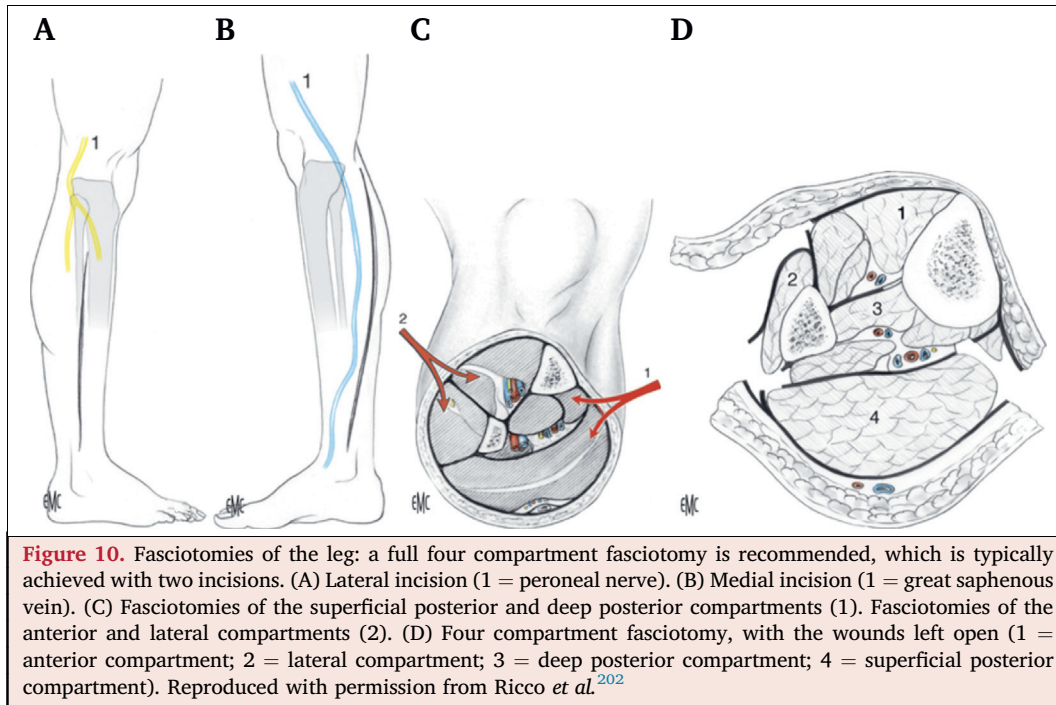 A B C D
1
1
2
1
1
2
3
4
EMC
EMC
EMC
Figure 10. Fasciotomies of the leg: a full four compartment fasciotomy is recommended, which is typically
achieved with two incisions. (A) Lateral incision (1 = peroneal nerve). (B) Medial incision (1 = great saphenous
vein). (C) Fasciotomies of the superficial posterior and deep posterior compartments (1). Fasciotomies of the
anterior and lateral compartments (2). (D) Four compartment fasciotomy, with the wounds left open (1 =
anterior compartment; 2 = lateral compartment; 3 = deep posterior compartment; 4 = superficial posterior
compartment). Reproduced with permission from Ricco et al.202